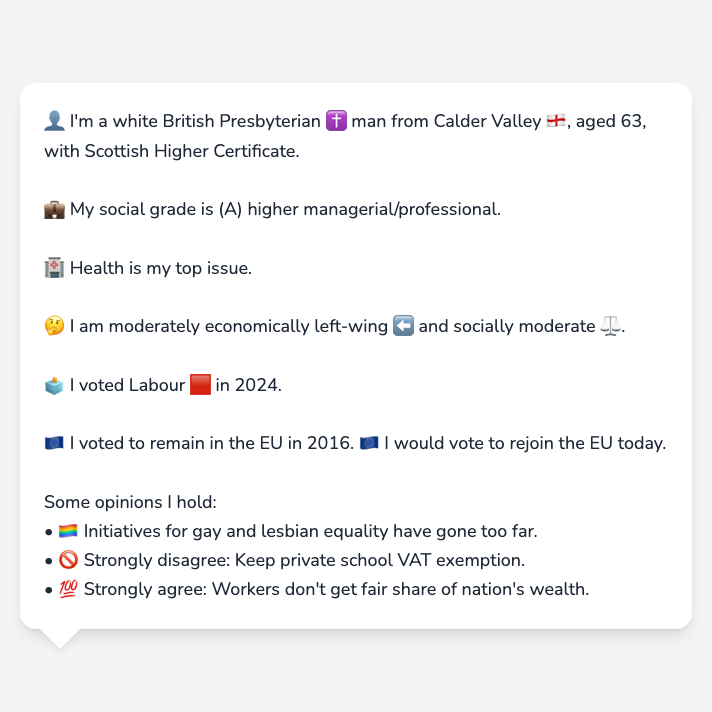 👤 I'm a white British Presbyterian ✝️ man from Calder Valley 🏴󠁧󠁢󠁥󠁮󠁧󠁿, aged 63,
with Scottish Higher Certificate.
💼 My social grade is (A) higher managerial/professional.
🏥 Health is my top issue.
🤔 I am moderately economically left-wing ⬅️ and socially moderate ⚖️.
🗳️ I voted Labour 🟥 in 2024.
🇪🇺 I voted to remain in the EU in 2016. 🇪🇺 I would vote to rejoin the EU today.
Some opinions I hold:
• 🏳️‍🌈 Initiatives for gay and lesbian equality have gone too far.
• 🚫 Strongly disagree: Keep private school VAT exemption.
• 💯 Strongly agree: Workers don't get fair share of nation's wealth.